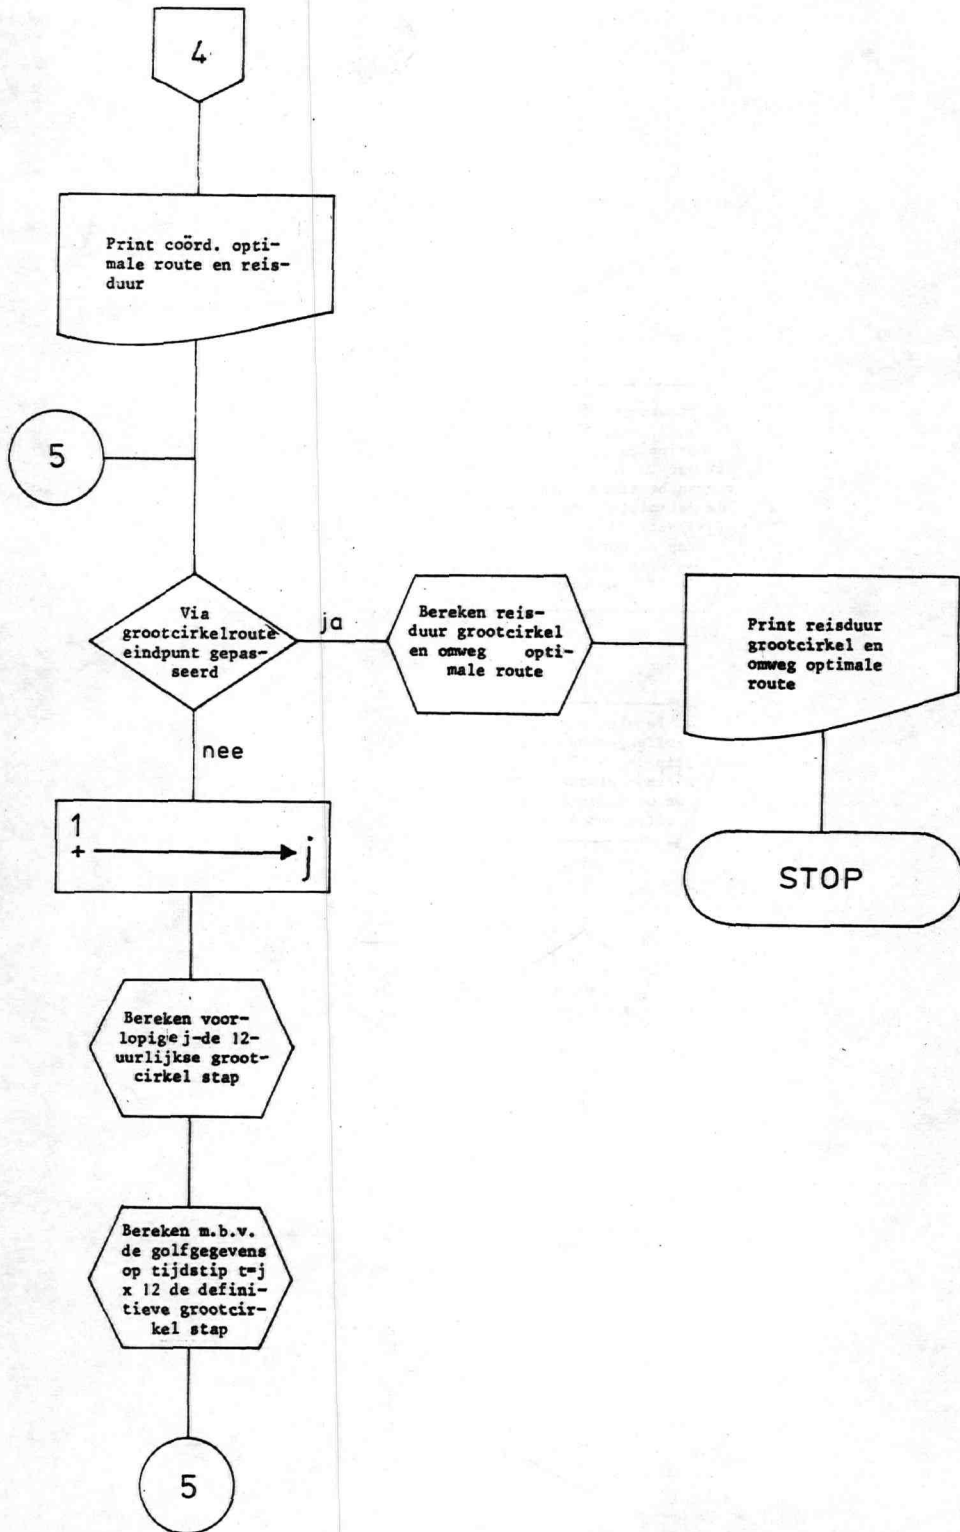 4
Print coörd. opti-
male route en reis-
duur
5
Via
grootcirkelroute
eindpunt gepas-
seerd
ja
Bereken reis-
duur grootcirkel
en omweg opti-
male route
Print reisduur
grootcirkel en
omweg optimale
route
STOP
nee
1
+
j
Bereken voor-
lopige j-de 12-
uurlijkse groot-
cirkel stap
Bereken m.b.v.
de golfgegevens
op tijdstip t=j
x 12 de defini-
tieve grootcir-
kel stap
5